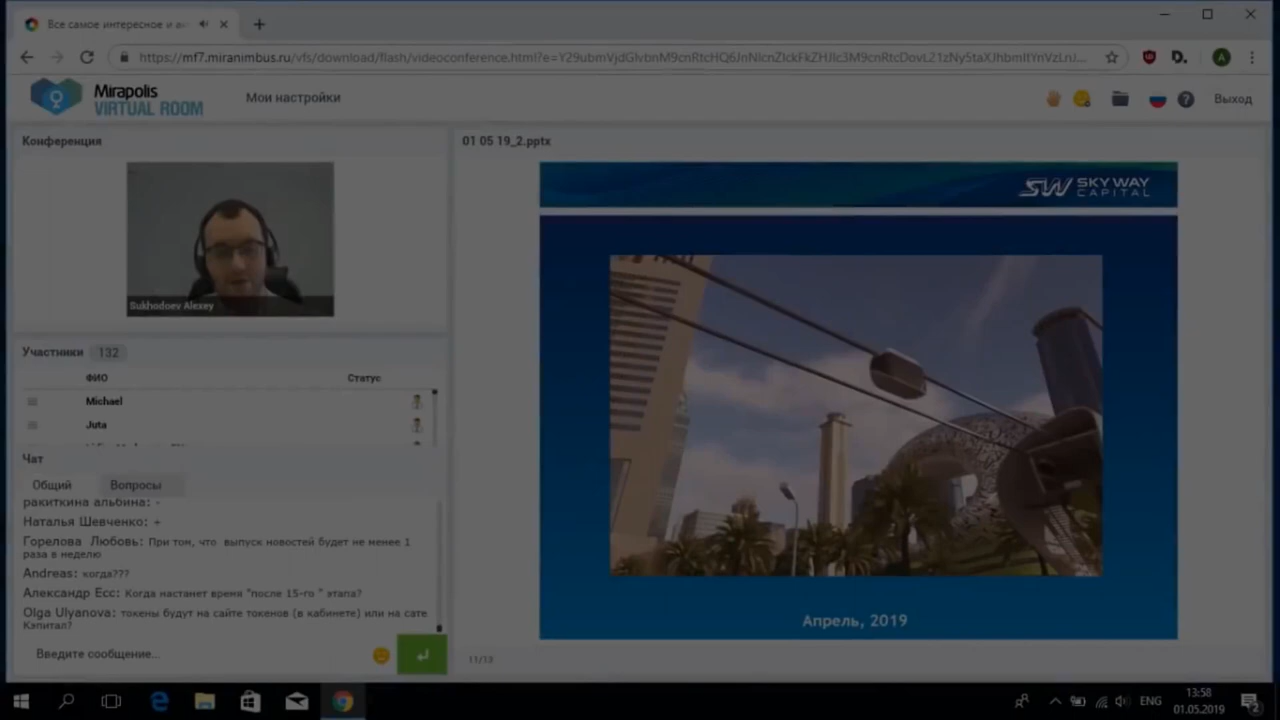 Все самое интересное и ак
https://mf7.miranimbus.ru/vfs/download/flash/videoconference.html?e=
Mirapolis
VIRTUAL ROOM
Мои настройки
Выход
Конференция
Sukhodoev Alexey
Участники 132
ФИО Статус
Michael
Juta
Чат
Общий Вопросы
ракиткина альбина: -
Наталья Шевченко: +
Горелова Любовь: При том, что выпуск новостей будет не менее 1
раза в неделю
Andreas: когда???
Александр Есс: Когда настанет время "после 15-го " этапа?
Olga Ulyanova: токены будут на сайте токенов (в кабинете) или на сате
Кэпитал?
Введите сообщение...
01 05 19_2.pptx
SW SKY WAY
CAPITAL
Апрель, 2019
11/13
ENG
13:58
01.05.2019
2